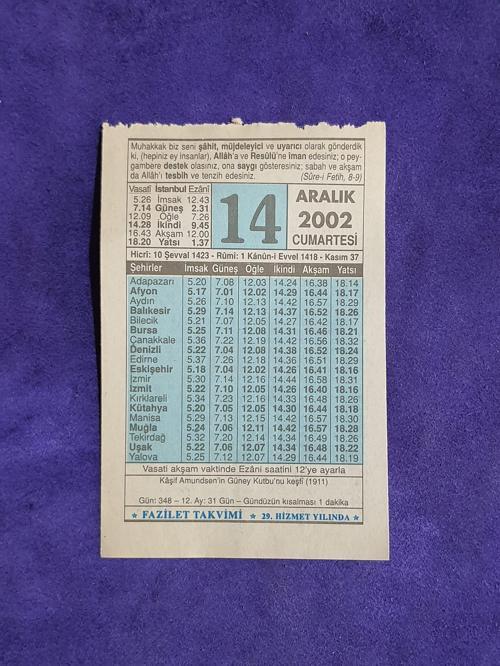 Muhakkak biz seni şâhit, müjdeleyici ve uyarıcı olarak gönderdik
ki, (hepiniz ey insanlar), Allâh'a ve Resûlü'ne îman edesiniz; o pey-
gambere destek olasınız, ona saygı gösteresiniz; sabah ve akşam
da Allâh'ı tesbih ve tenzih edesiniz. (Sûre-i Fetih, 8-9)
Vasati İstanbul Ezânî
5.26 İmsak 12.43
7.14 Güneş 2.31
12.09 Öğle 7.26
14.28 İkindi 9.45
16.43 Akşam 12.00
18.20 Yatsı 1.37
14
ARALIK
2002
CUMARTESİ
Hicrî: 10 Şevval 1423 - Rûmî: 1 Kânûn-i Evvel 1418 - Kasım 37
Şehirler İmsak Güneş Öğle İkindi Akşam Yatsı
Adapazarı 5.20 7.08 12.03 14.24 16.38 18.14
Afyon 5.17 7.01 12.02 14.29 16.44 18.17
Aydın 5.26 7.10 12.13 14.42 16.57 18.29
Balıkesir 5.29 7.14 12.13 14.37 16.52 18.26
Bilecik 5.21 7.07 12.05 14.27 16.42 18.17
Bursa 5.25 7.11 12.08 14.31 16.46 18.21
Çanakkale 5.36 7.22 12.19 14.42 16.56 18.32
Denizli 5.22 7.04 12.08 14.38 16.52 18.24
Edirne 5.37 7.26 12.18 14.36 16.51 18.29
Eskişehir 5.18 7.04 12.02 14.26 16.41 18.16
İzmir 5.30 7.14 12.16 14.44 16.58 18.31
İzmit 5.22 7.10 12.05 14.26 16.40 18.16
Kırklareli 5.34 7.23 12.16 14.33 16.48 18.26
Kütahya 5.20 7.05 12.05 14.30 16.44 18.18
Manisa 5.29 7.13 12.15 14.42 16.57 18.30
Muğla 5.24 7.06 12.11 14.42 16.57 18.28
Tekirdağ 5.32 7.20 12.14 14.34 16.49 18.26
Uşak 5.22 7.06 12.07 14.34 16.48 18.22
Yalova 5.25 7.12 12.07 14.29 16.44 18.19
Vasati akşam vaktinde Ezânî saatini 12'ye ayarla
Kâşif Amundsen'in Güney Kutbu'nu keşfi (1911)
Gün: 348 – 12. Ay: 31 Gün – Gündüzün kısalması 1 dakika
★ FAZİLET TAKVİMİ ★ 29. HİZMET YILINDA ★